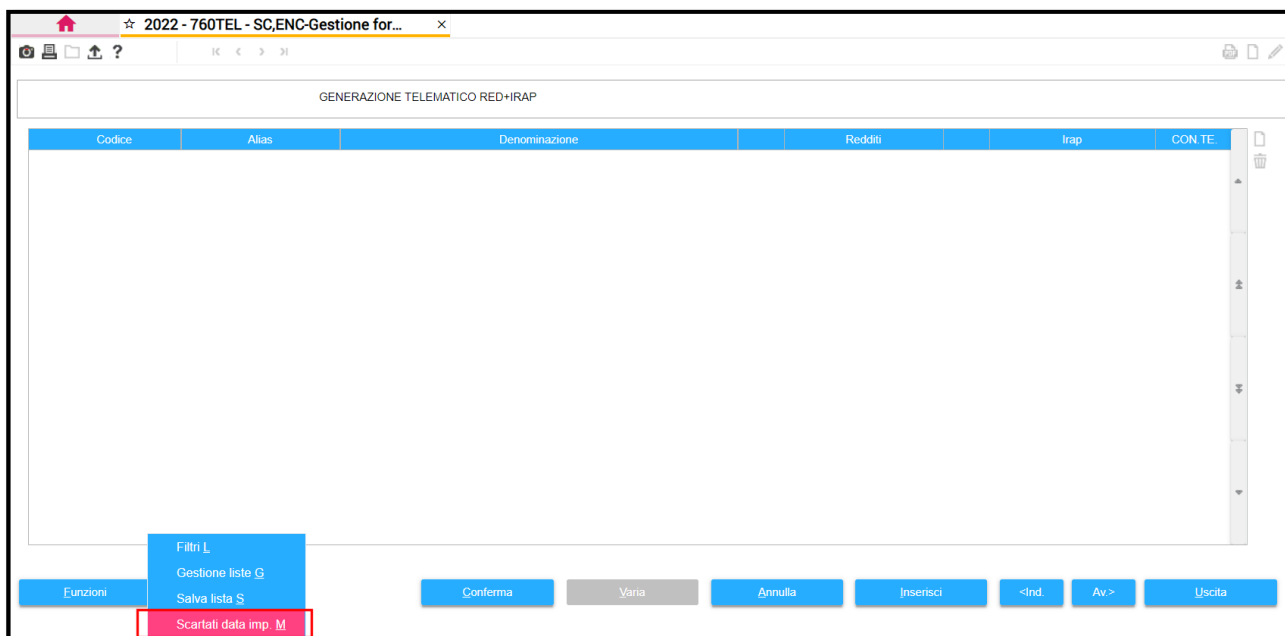 ☆ 2022 - 760TEL - SC,ENC-Gestione for... ×
?
GENERAZIONE TELEMATICO RED+IRAP
Codice Alias Denominazione Redditi Irap CON.TE.
Filtri L
Gestione liste G
Salva lista S
Scartati data imp. M
Funzioni Conferma Varia Annulla Inserisci <Ind. Av.> Uscita